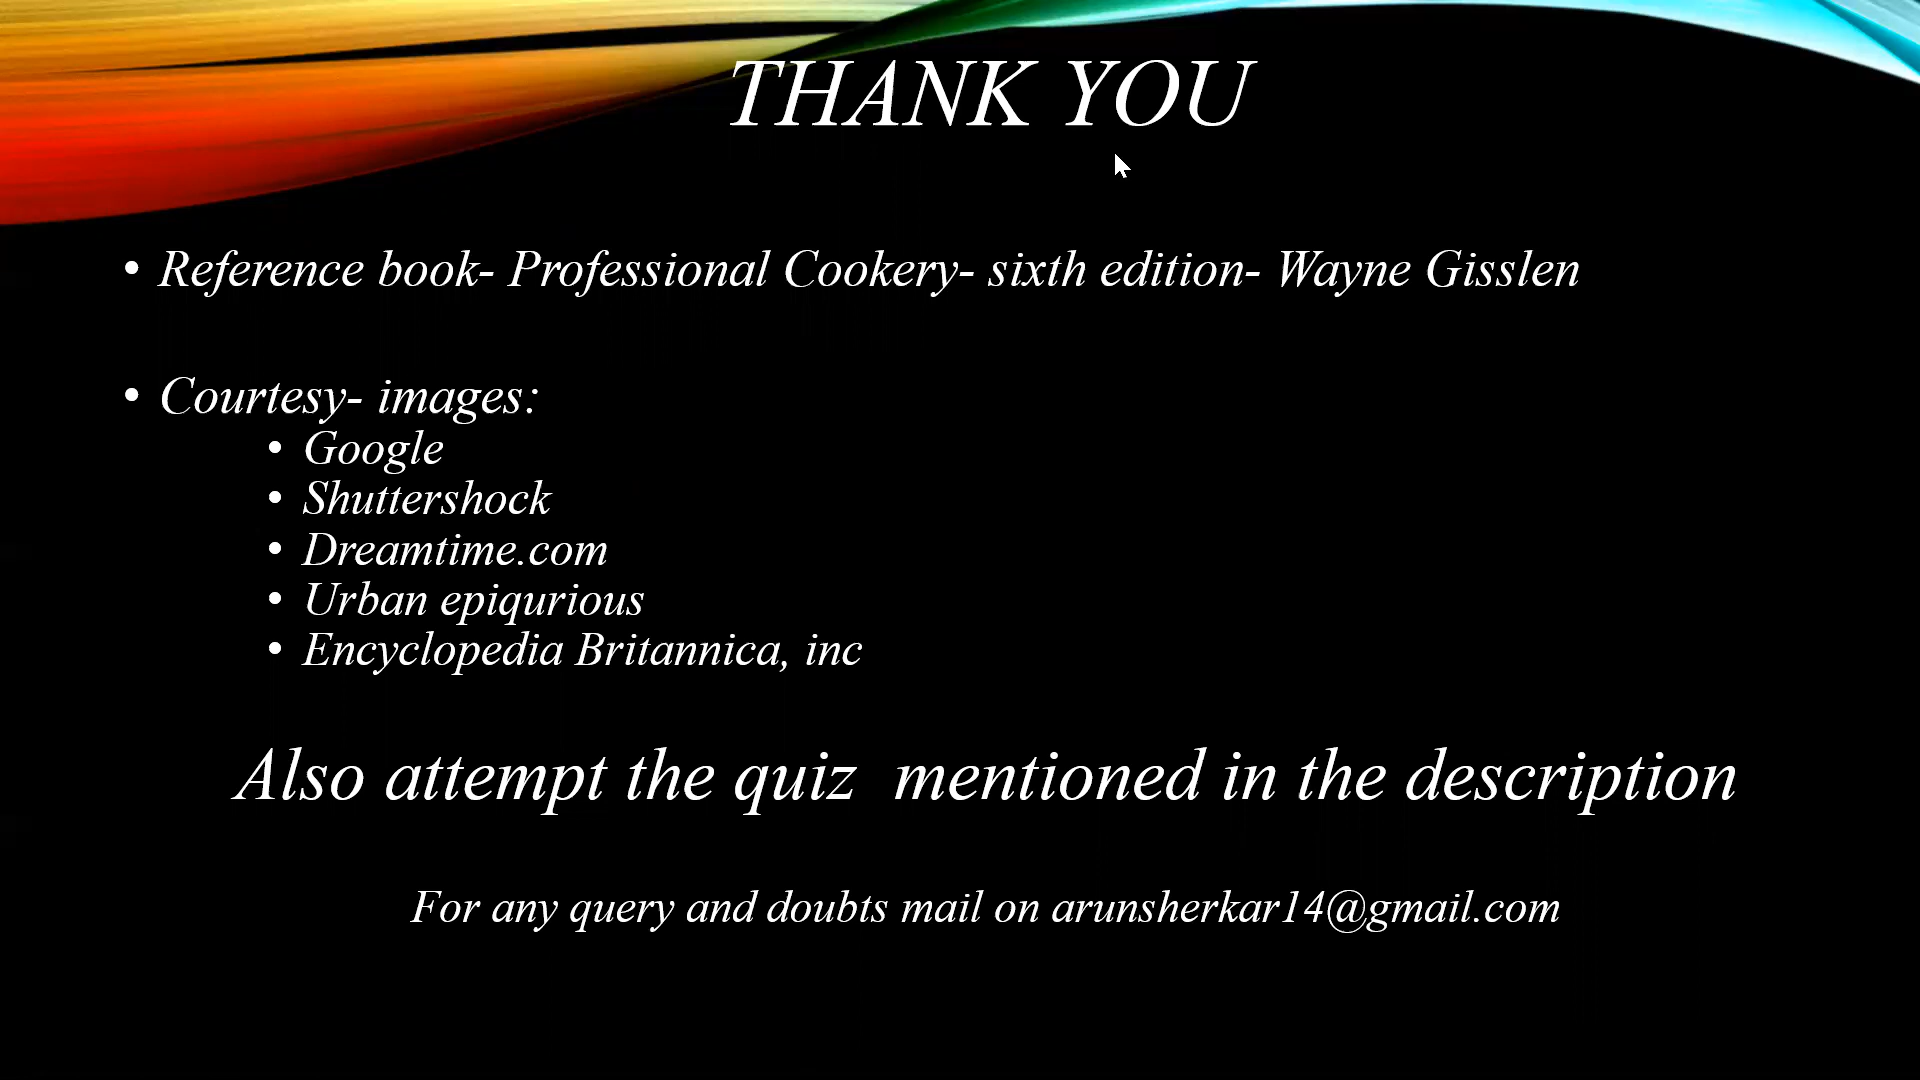 THANK YOU
• Reference book- Professional Cookery- sixth edition- Wayne Gisslen
• Courtesy- images:
• Google
• Shuttershock
• Dreamtime.com
• Urban epiqurious
• Encyclopedia Britannica, inc
Also attempt the quiz  mentioned in the description
For any query and doubts mail on arunsherkar14@gmail.com